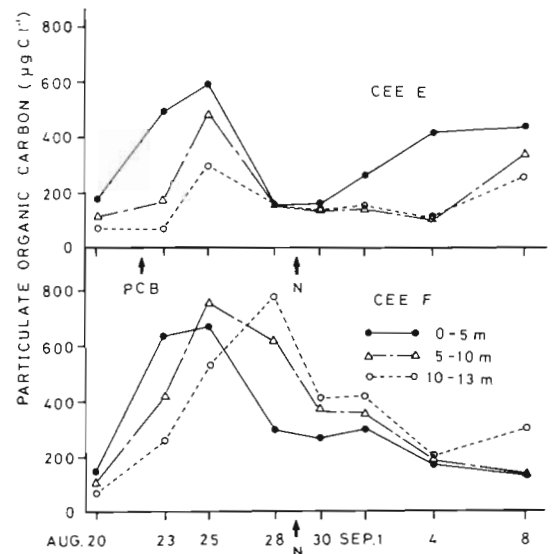 PARTICULATE ORGANIC CARBON (µg C l⁻¹)
800
600
400
200
0
CEE E
PCB
N
800
600
400
200
0
CEE F
0-5 m
5-10 m
10-13 m
AUG. 20 23 25 28 30 SEP. 1 4 8
N